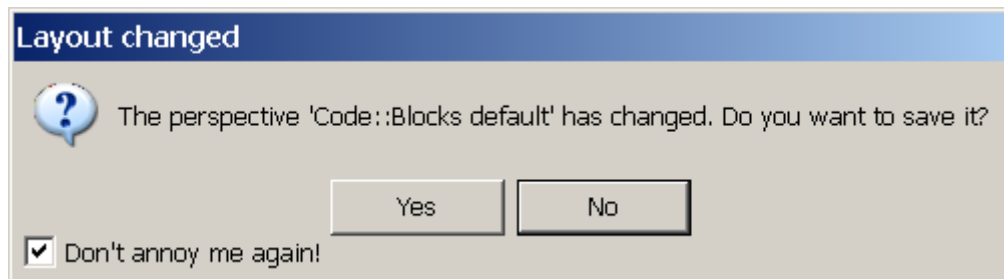 Layout changed
The perspective 'Code::Blocks default' has changed. Do you want to save it?
Yes No
Don't annoy me again!